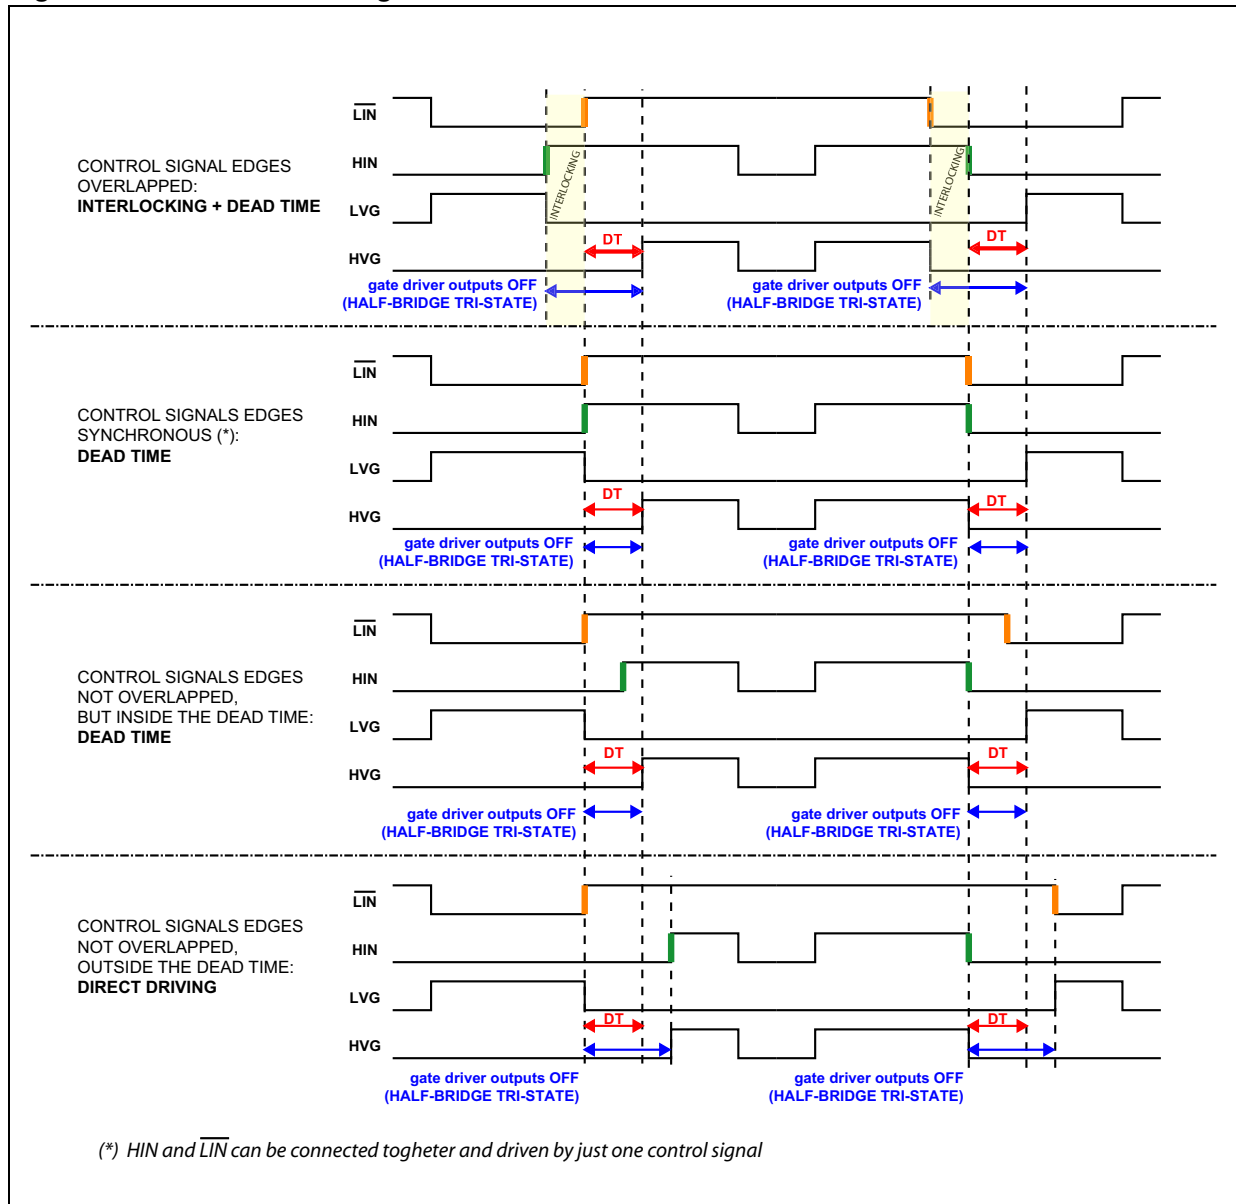 LIN
HIN
CONTROL SIGNAL EDGES
OVERLAPPED:
INTERLOCKING + DEAD TIME
INTERLOCKING
INTERLOCKING
LVG
DT
DT
HVG
gate driver outputs OFF
(HALF-BRIDGE TRI-STATE)
gate driver outputs OFF
(HALF-BRIDGE TRI-STATE)
LIN
CONTROL SIGNALS EDGES
SYNCHRONOUS (*):
DEAD TIME
HIN
LVG
DT
DT
HVG
gate driver outputs OFF
(HALF-BRIDGE TRI-STATE)
gate driver outputs OFF
(HALF-BRIDGE TRI-STATE)
LIN
CONTROL SIGNALS EDGES
NOT OVERLAPPED,
BUT INSIDE THE DEAD TIME:
DEAD TIME
HIN
LVG
DT
DT
HVG
gate driver outputs OFF
(HALF-BRIDGE TRI-STATE)
gate driver outputs OFF
(HALF-BRIDGE TRI-STATE)
LIN
CONTROL SIGNALS EDGES
NOT OVERLAPPED,
OUTSIDE THE DEAD TIME:
DIRECT DRIVING
HIN
LVG
DT
DT
HVG
gate driver outputs OFF
(HALF-BRIDGE TRI-STATE)
gate driver outputs OFF
(HALF-BRIDGE TRI-STATE)
(*) HIN and LIN can be connected togheter and driven by just one control signal